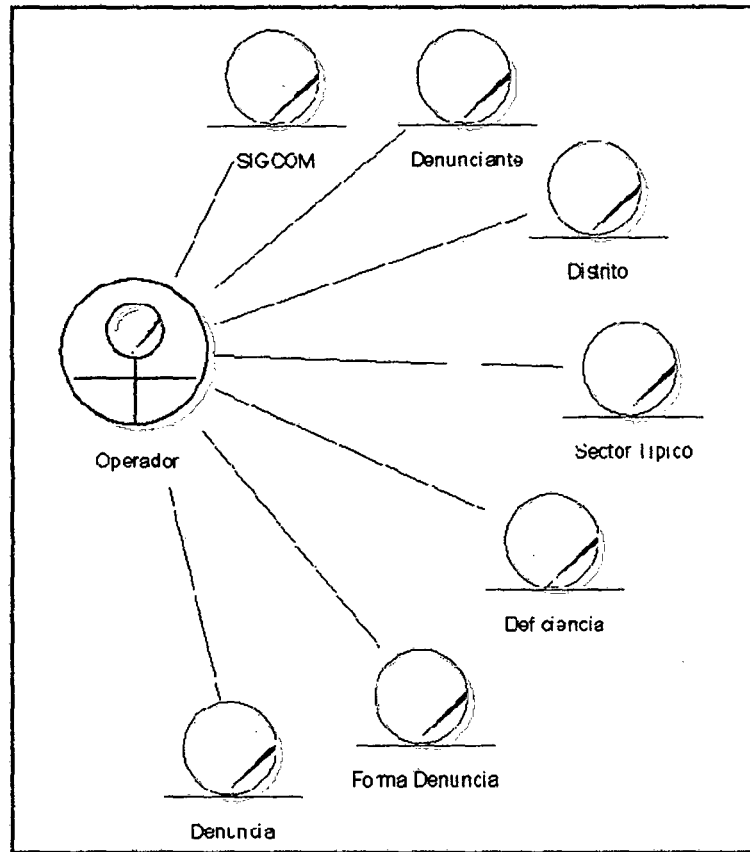 SIGCOM
Denunciante
Distrito
Sector Típico
Operador
Deficiencia
Forma Denuncia
Denuncia